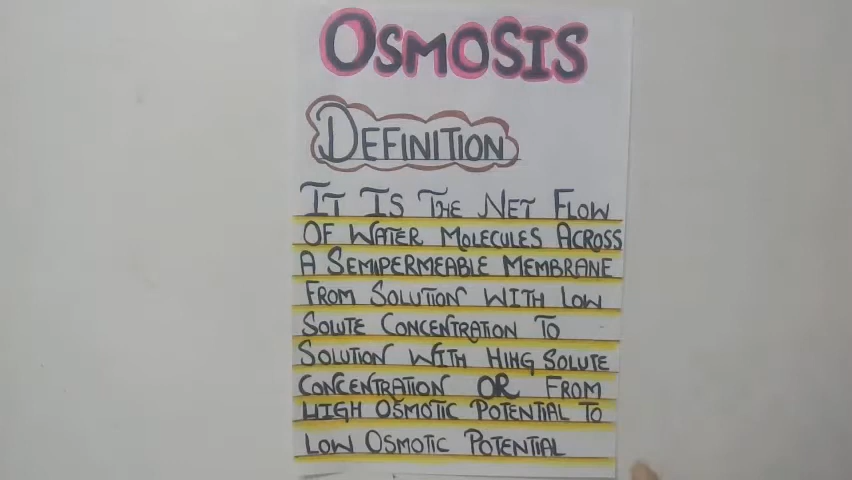 OSMOSIS
DEFINITION
IT IS THE NET FLOW
OF WATER MOLECULES ACROSS
A SEMIPERMEABLE MEMBRANE
FROM SOLUTION WITH LOW
SOLUTE CONCENTRATION TO
SOLUTION WITH HING SOLUTE
CONCENTRATION OR FROM
HIGH OSMOTIC POTENTIAL TO
LOW OSMOTIC POTENTIAL